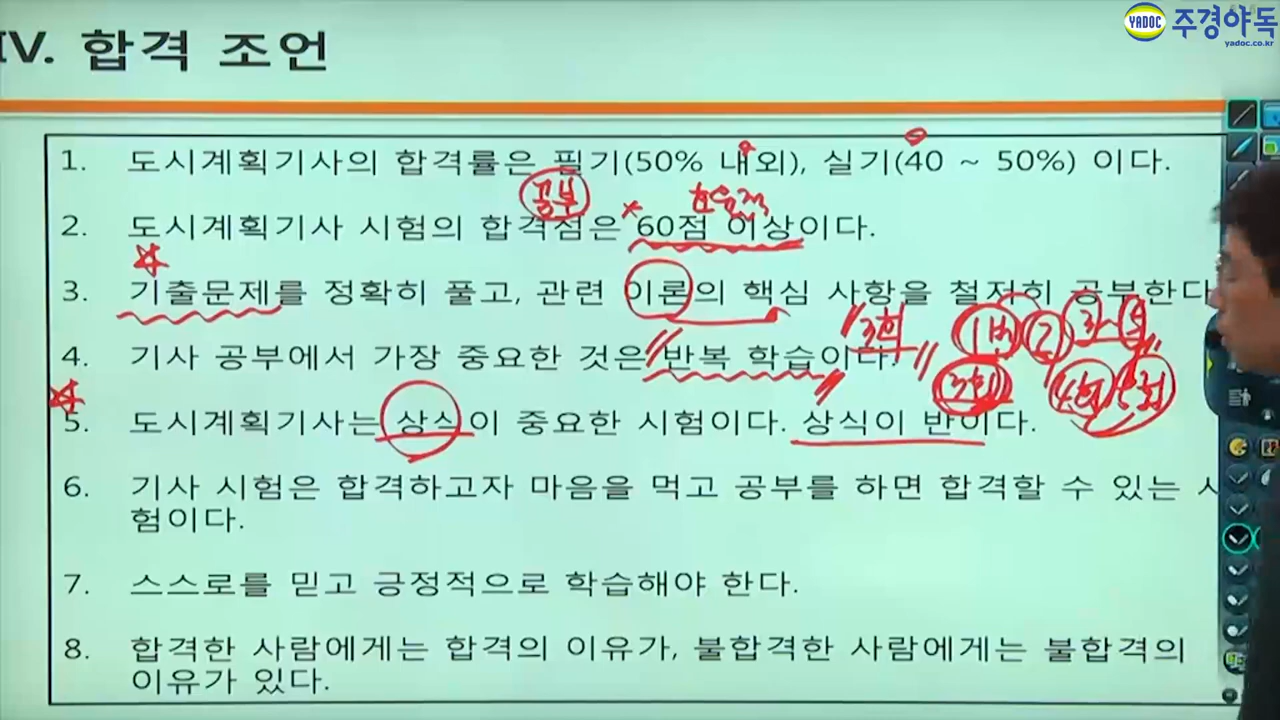 YADOC 주경야독
yadoc.co.kr
IV. 합격 조언
1. 도시계획기사의 합격률은 필기(50% 내외), 실기(40 ~ 50%) 이다.
공부
2. 도시계획기사 시험의 합격점은 60점 이상이다.
3. 기출문제를 정확히 풀고, 관련 이론의 핵심 사항을 철저히 공부한다
3회 1번 2 3
4. 기사 공부에서 가장 중요한 것은 반복 학습이다.
3회 4회 5회
5. 도시계획기사는 상식이 중요한 시험이다. 상식이 반이다.
6. 기사 시험은 합격하고자 마음을 먹고 공부를 하면 합격할 수 있는 시
험이다.
7. 스스로를 믿고 긍정적으로 학습해야 한다.
8. 합격한 사람에게는 합격의 이유가, 불합격한 사람에게는 불합격의
이유가 있다.